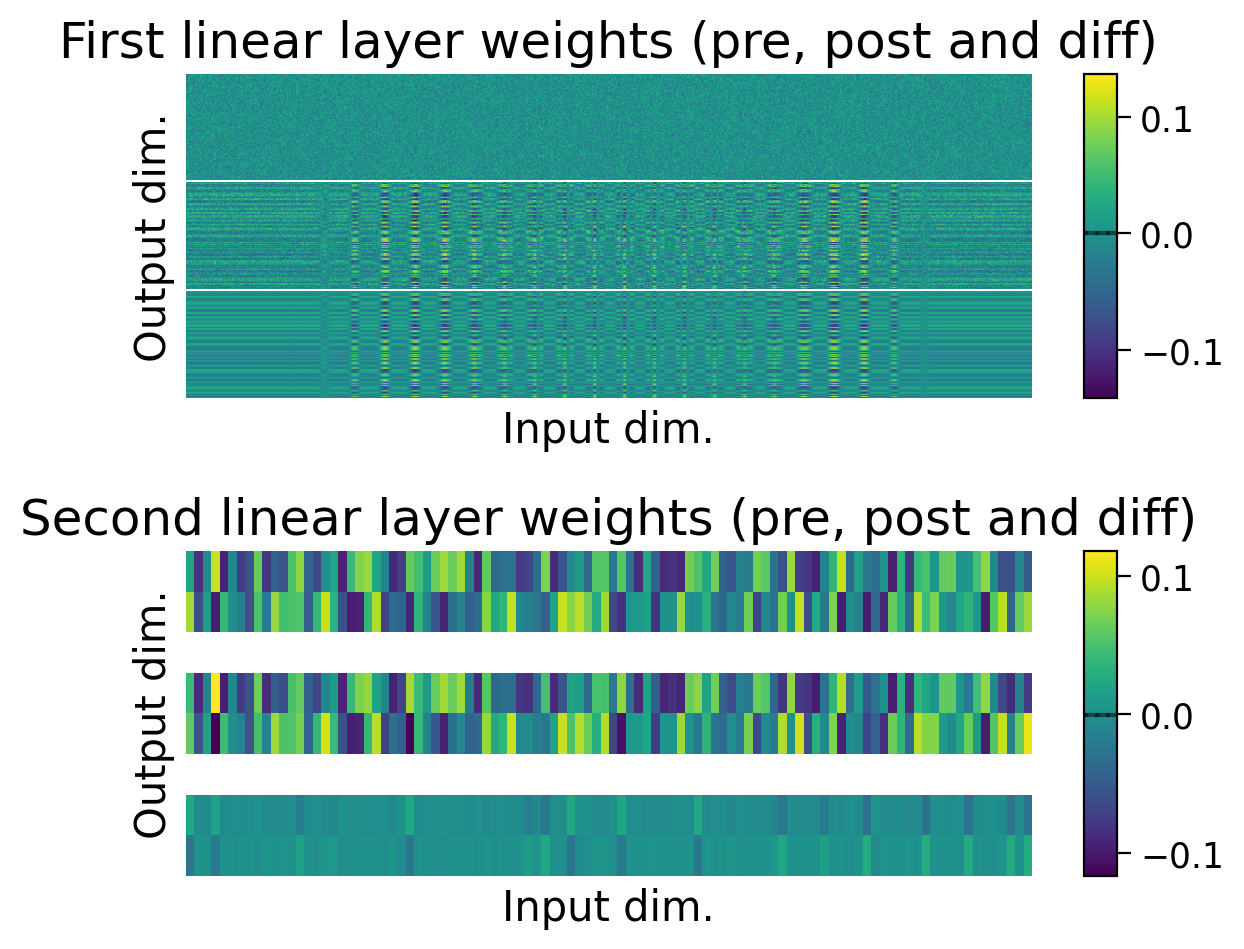 First linear layer weights (pre, post and diff)
Output dim.
0.1
0.0
−0.1
Input dim.
Second linear layer weights (pre, post and diff)
Output dim.
0.1
0.0
−0.1
Input dim.